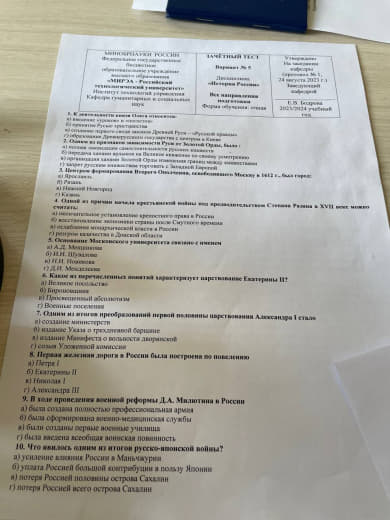 МИНОБРНАУКИ РОССИИ
Федеральное государственное
бюджетное
образовательное учреждение
высшего образования
«МИРЭА - Российский
технологический университет»
Институт технологий управления
Кафедра гуманитарных и социальных
наук
ЗАЧЁТНЫЙ ТЕСТ
Вариант № 5
Дисциплина:
«История России»
Все направления
подготовки
Форма обучения: очная
Утверждено
На заседании
кафедры
(протокол № 1,
24 августа 2023 г.)
Заведующий
кафедрой
Е.В. Бодрова
2023/2024 учебный
год
1. К деятельности князя Олега относится:
а) введение «уроков» и «погостов»
б) принятие Русью христианства
в) создание первого свода законов Древней Руси – «Русской правды»
г) образование Древнерусского государства с центром в Киеве
2. Одним из признаков зависимости Руси от Золотой Орды, было:
а) полная ликвидация самостоятельности русского княжеств
б) передача ханами ярлыков на Великое княжение по своему усмотрению
в) организация ханами Золотой Орды изменения границ между княжествами
г) запрет русским княжествам торговать с Западной Европой
3. Центром формирования Второго Ополчения, освободившего Москву в 1612 г., был город:
а) Ярославль
б) Рязань
в) Нижний Новгород
г) Казань
4. Одной из причин начала крестьянской войны под предводительством Степана Разина в XVII веке можно
считать:
а) окончательное установление крепостного права в России
б) восстановление экономики страны после Смутного времени
в) ослабление монархической власти в России
г) разгром казачества в Донской области
5. Основание Московского университета связано с именем
а) А.Д. Меншикова
б) И.И. Шувалова
в) Н.И. Новикова
г) Д.И. Менделеева
6. Какое из перечисленных понятий характеризует царствование Екатерины II?
а) Великое посольство
б) Бироновщина
в) Просвещенный абсолютизм
г) Военные поселения
7. Одним из итогов преобразований первой половины царствования Александра I стало
а) создание министерств
б) издание Указа о трехдневной барщине
в) издание Манифеста о вольности дворянской
г) созыв Уложенной комиссии
8. Первая железная дорога в России была построена по повелению
а) Петра I
б) Екатерины II
в) Николая I
г) Александра III
9. В ходе проведения военной реформы Д.А. Милютина в России
а) была создана полностью профессиональная армия
б) была сформирована военно-медицинская служба
в) были созданы первые военные училища
г) была введена всеобщая воинская повинность
10. Что явилось одним из итогов русско-японской войны?
а) усиление влияния России в Маньчжурии
б) уплата Россией большой контрибуции в пользу Японии
в) потеря Россией половины острова Сахалин
г) потеря Россией всего острова Сахалин